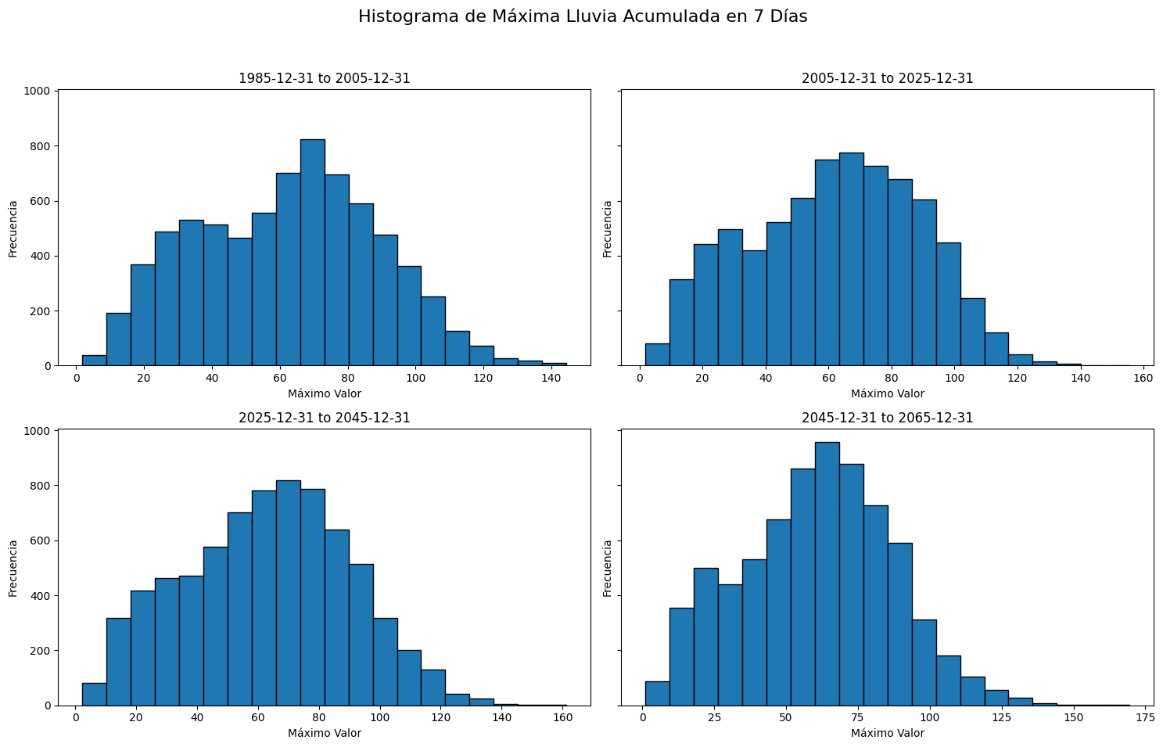 Histograma de Máxima Lluvia Acumulada en 7 Días
1985-12-31 to 2005-12-31
2005-12-31 to 2025-12-31
1000
800
600
400
200
0
Frecuencia
Frecuencia
0 20 40 60 80 100 120 140
0 20 40 60 80 100 120 140 160
Máximo Valor
Máximo Valor
2025-12-31 to 2045-12-31
2045-12-31 to 2065-12-31
1000
800
600
400
200
0
Frecuencia
Frecuencia
0 20 40 60 80 100 120 140 160
0 25 50 75 100 125 150 175
Máximo Valor
Máximo Valor